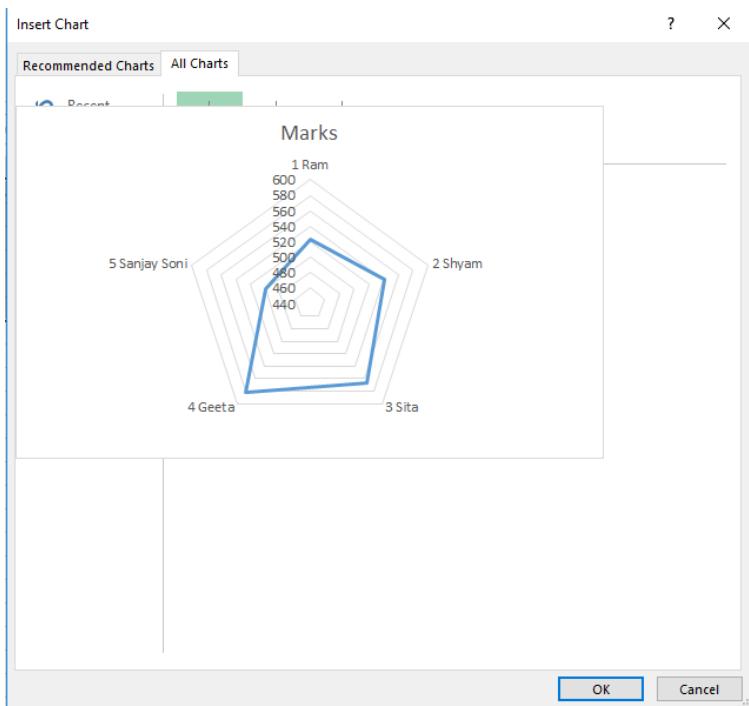 Insert Chart
? ×
Recommended Charts
All Charts
Recent
Marks
1 Ram
600
580
560
540
520
500
480
460
440
5 Sanjay Soni
2 Shyam
4 Geeta
3 Sita
OK
Cancel